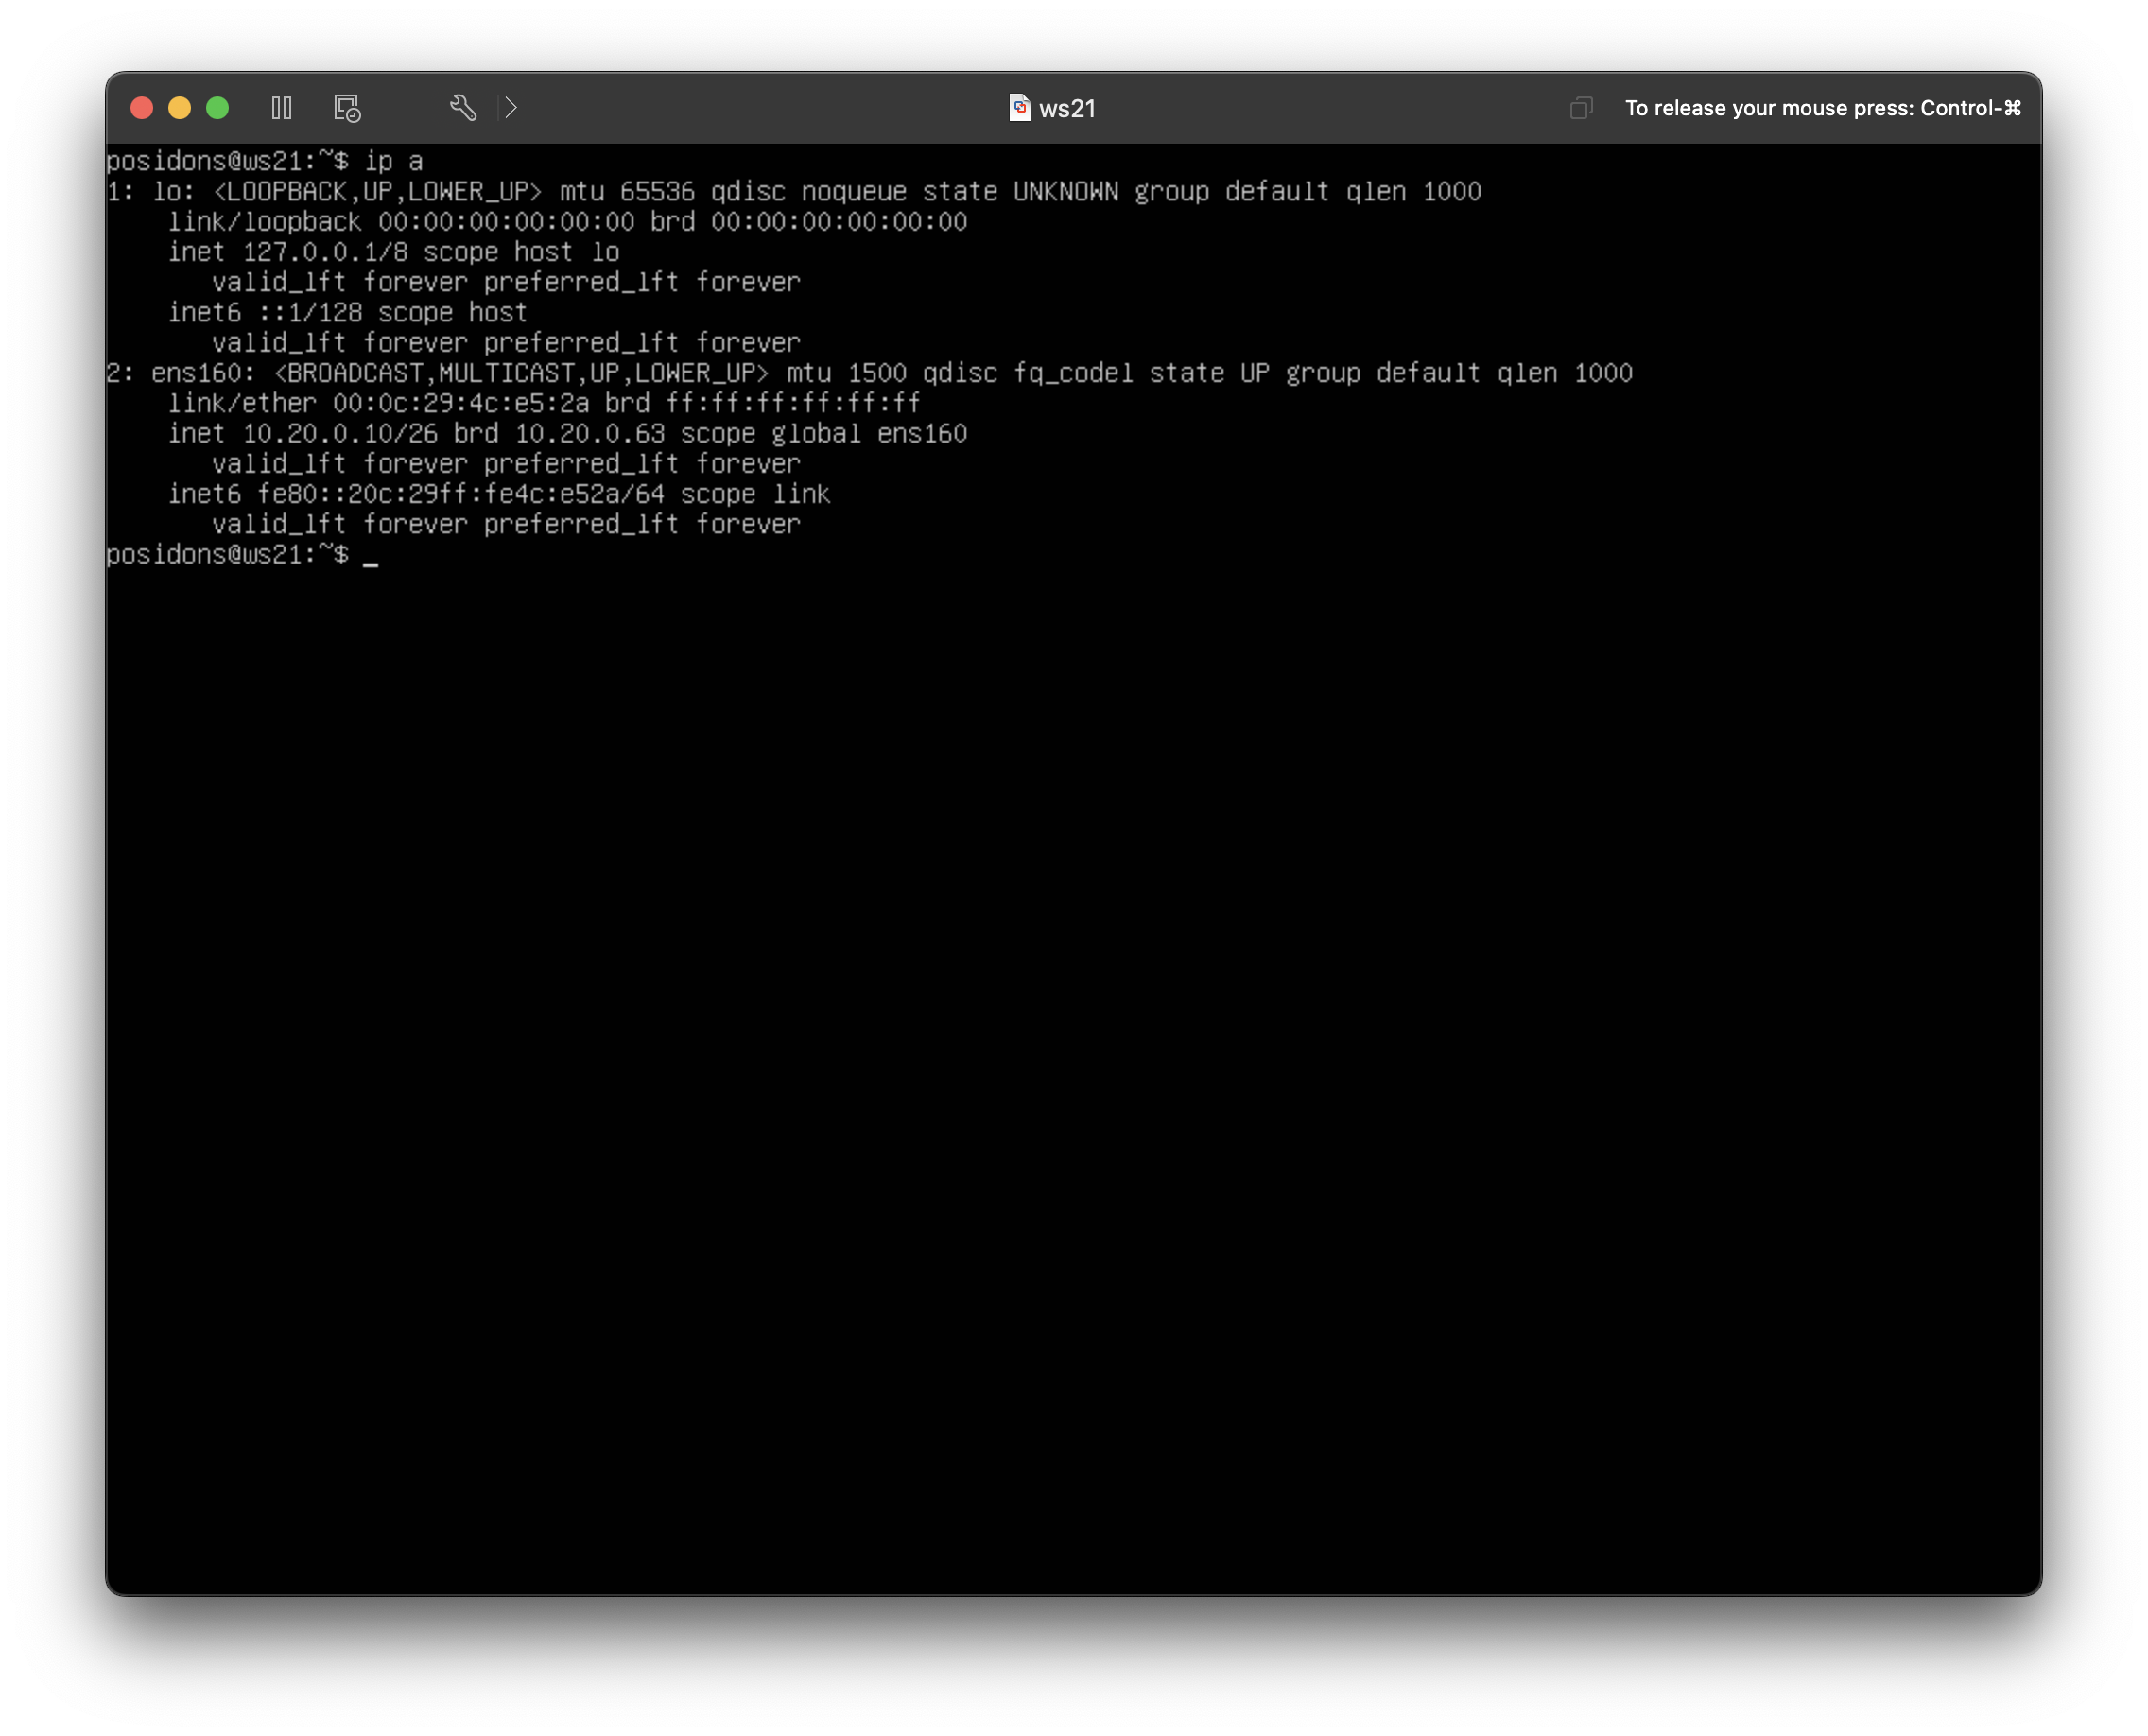 ws21
To release your mouse press: Control-⌘
posidons@ws21:~$ ip a
1: lo: <LOOPBACK,UP,LOWER_UP> mtu 65536 qdisc noqueue state UNKNOWN group default qlen 1000
    link/loopback 00:00:00:00:00:00 brd 00:00:00:00:00:00
    inet 127.0.0.1/8 scope host lo
       valid_lft forever preferred_lft forever
    inet6 ::1/128 scope host
       valid_lft forever preferred_lft forever
2: ens160: <BROADCAST,MULTICAST,UP,LOWER_UP> mtu 1500 qdisc fq_codel state UP group default qlen 1000
    link/ether 00:0c:29:4c:e5:2a brd ff:ff:ff:ff:ff:ff
    inet 10.20.0.10/26 brd 10.20.0.63 scope global ens160
       valid_lft forever preferred_lft forever
    inet6 fe80::20c:29ff:fe4c:e52a/64 scope link
       valid_lft forever preferred_lft forever
posidons@ws21:~$ _